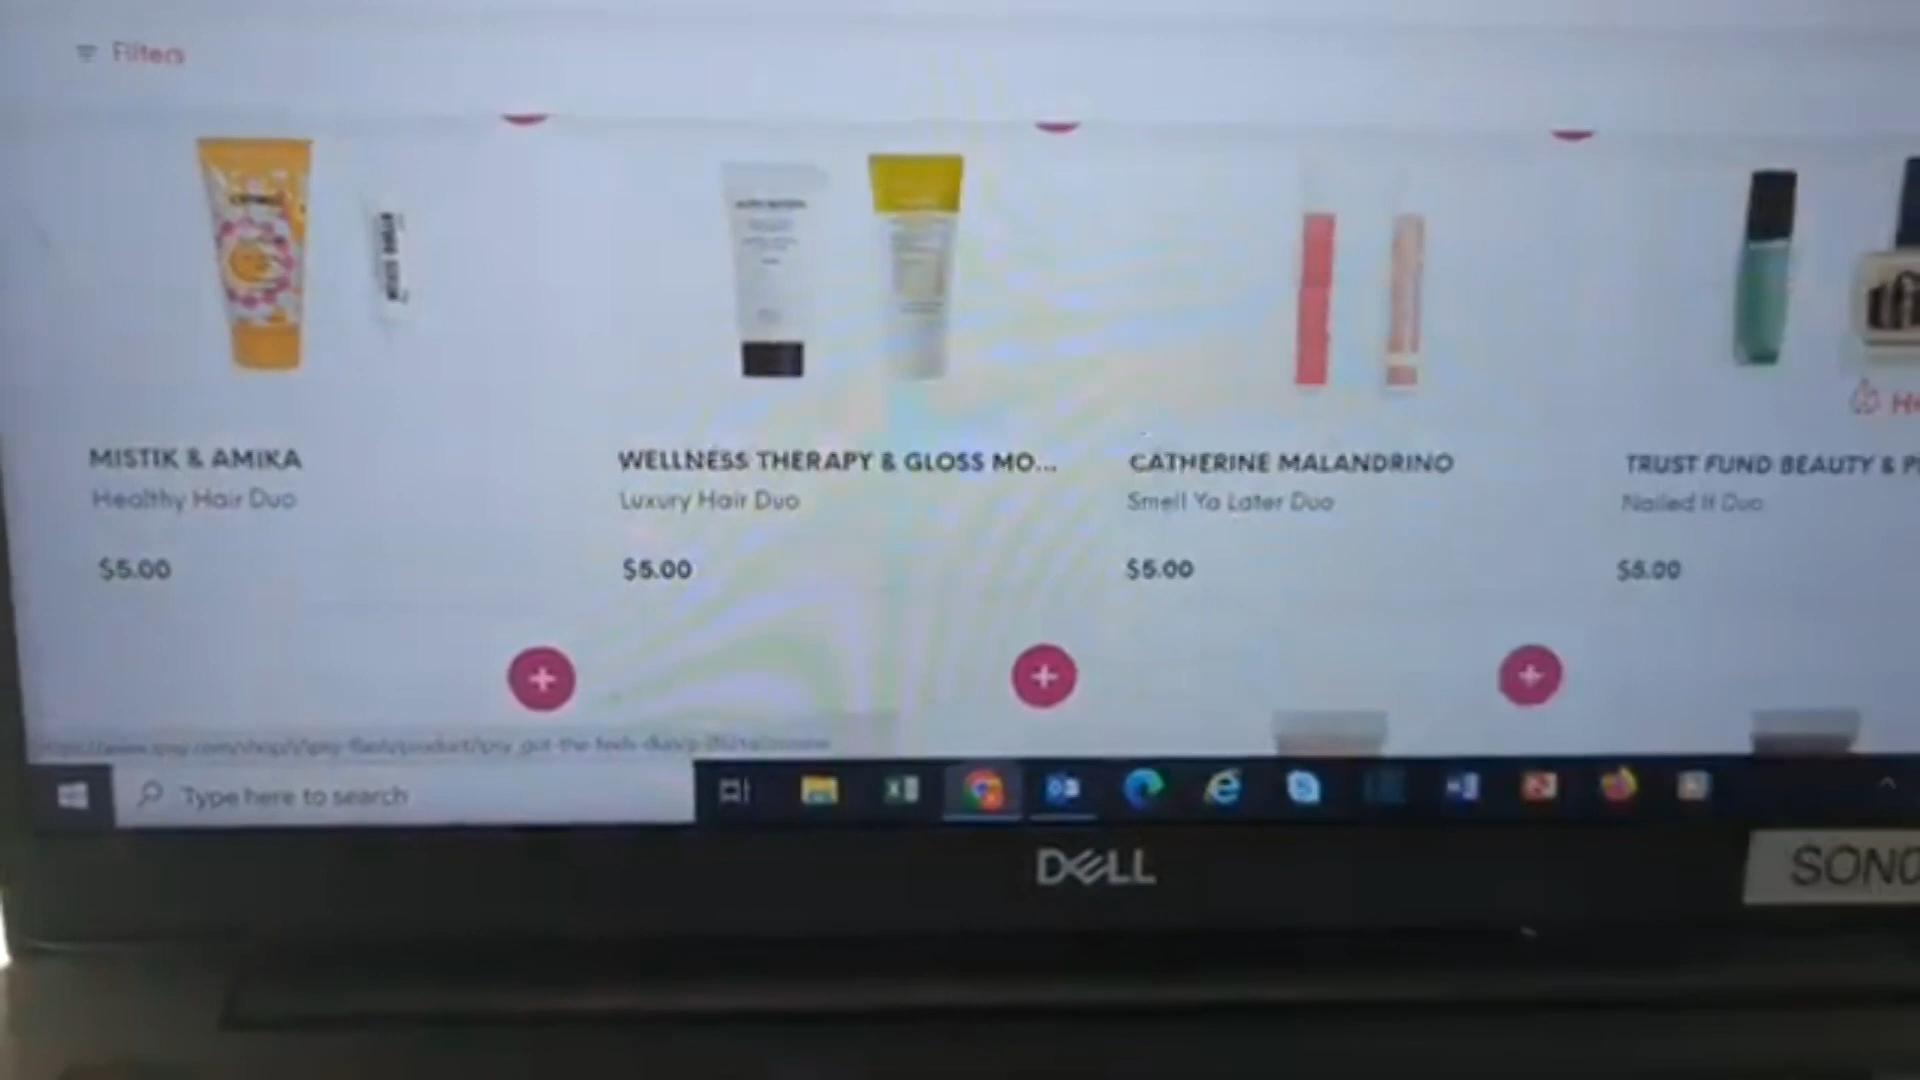 Filters
MISTIK & AMIKA
Healthy Hair Duo
$5.00
WELLNESS THERAPY & GLOSS MO...
Luxury Hair Duo
$5.00
CATHERINE MALANDRINO
Smell Ya Later Duo
$5.00
TRUST FUND BEAUTY & P
Nailed It Duo
$5.00
Type here to search
DELL
SONO